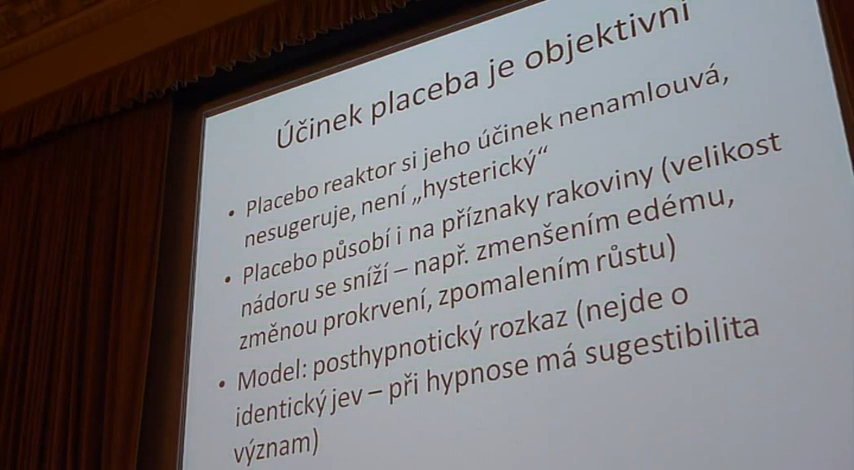 Účinek placeba je objektivní
• Placebo reaktor si jeho účinek nenamlouvá,
nesugeruje, není „hysterický“
• Placebo působí i na příznaky rakoviny (velikost
nádoru se sníží – např. zmenšením edému,
změnou prokrvení, zpomalením růstu)
• Model: posthypnotický rozkaz (nejde o
identický jev – při hypnose má sugestibilita
význam)